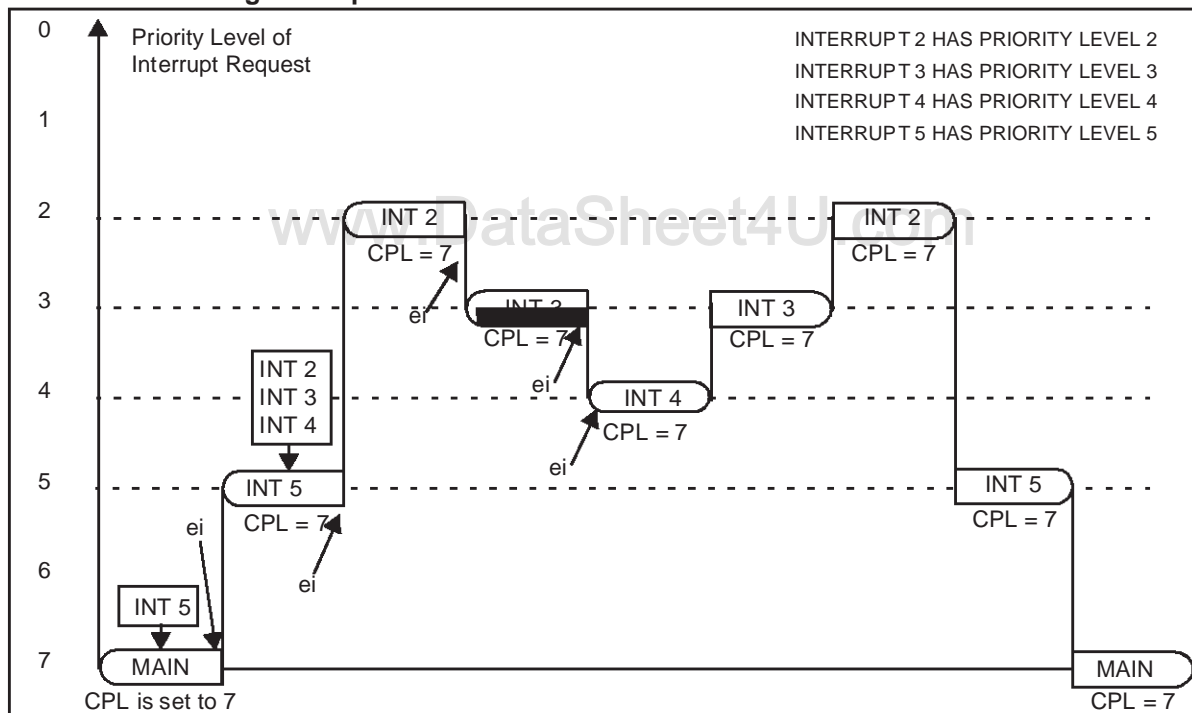 0
Priority Level of
Interrupt Request
INTERRUPT 2 HAS PRIORITY LEVEL 2
INTERRUPT 3 HAS PRIORITY LEVEL 3
INTERRUPT 4 HAS PRIORITY LEVEL 4
INTERRUPT 5 HAS PRIORITY LEVEL 5
1
2
INT 2
CPL = 7
INT 2
CPL = 7
www.DataSheet4U.com
ei
3
INT 3
CPL = 7
INT 3
CPL = 7
INT 2
INT 3
INT 4
ei
4
INT 4
CPL = 7
ei
5
INT 5
CPL = 7
INT 5
CPL = 7
ei
ei
6
INT 5
7
MAIN
CPL is set to 7
MAIN
CPL = 7